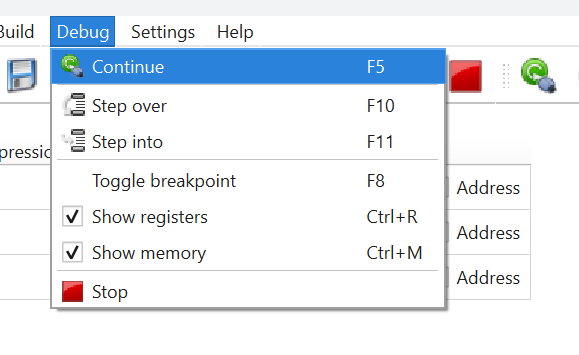 Build Debug Settings Help
Continue F5
Step over F10
Step into F11
Toggle breakpoint F8
Show registers Ctrl+R
Address
Show memory Ctrl+M
Address
Stop
Address